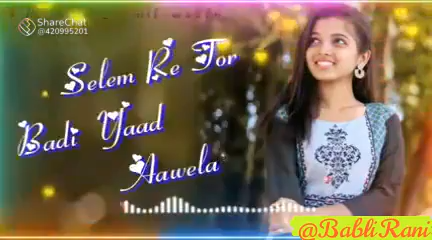 ShareChat
@420995201
Selem Re Tor
Badi Yaad
Aawela
@BabliRani